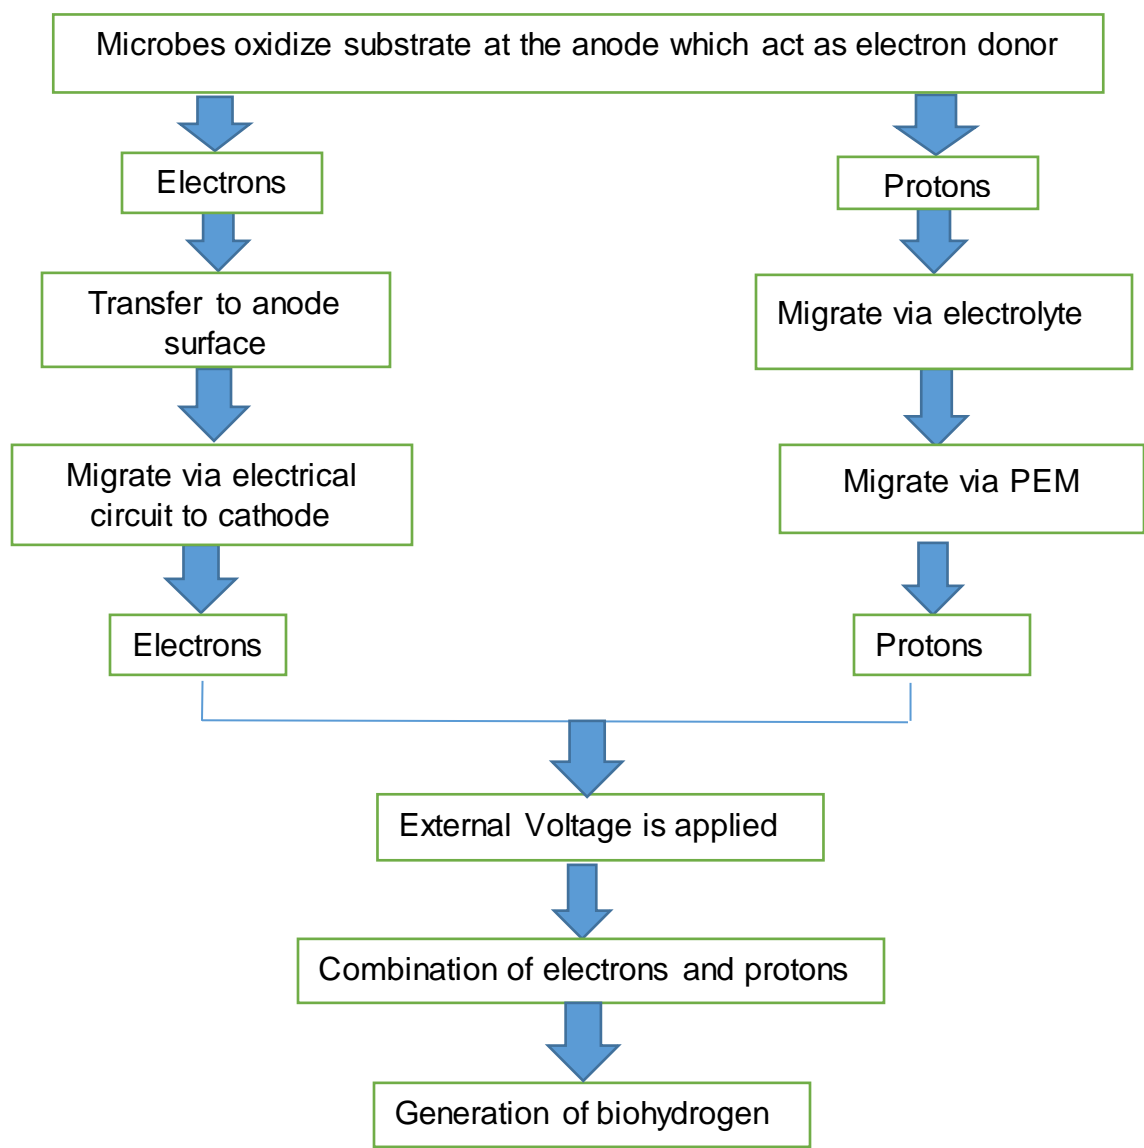 Microbes oxidize substrate at the anode which act as electron donor
Electrons
Protons
Transfer to anode
surface
Migrate via electrolyte
Migrate via electrical
circuit to cathode
Migrate via PEM
Electrons
Protons
External Voltage is applied
Combination of electrons and protons
Generation of biohydrogen